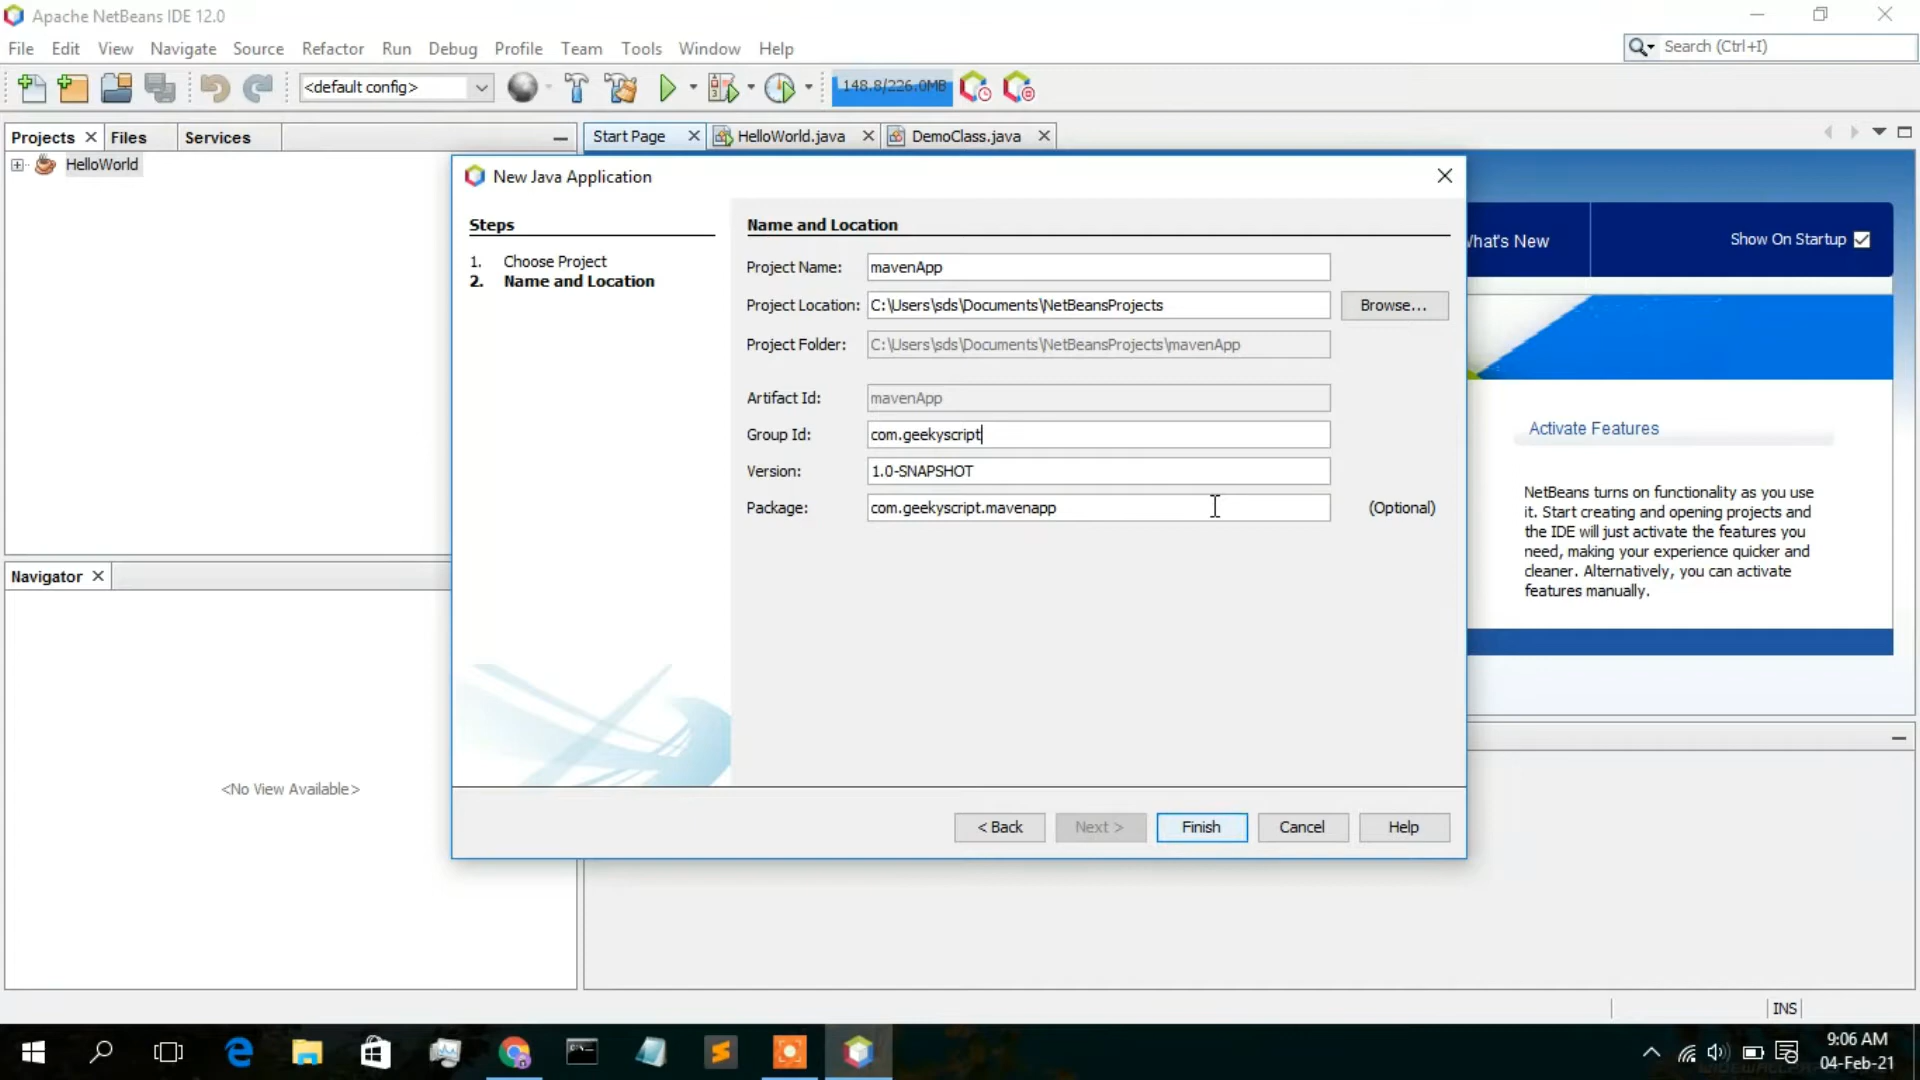 Apache NetBeans IDE 12.0
File Edit View Navigate Source Refactor Run Debug Profile Team Tools Window Help
Search (Ctrl+I)
<default config>
148.8/226.0MB
Projects Files Services
Start Page HelloWorld.java DemoClass.java
HelloWorld
New Java Application
Steps
1. Choose Project
2. Name and Location
Name and Location
Project Name: mavenApp
Project Location: C:\Users\sds\Documents\NetBeansProjects Browse...
Project Folder: C:\Users\sds\Documents\NetBeansProjects\mavenApp
Artifact Id: mavenApp
Group Id: com.geekyscript
Version: 1.0-SNAPSHOT
Package: com.geekyscript.mavenapp (Optional)
< Back Next > Finish Cancel Help
hat's New
Show On Startup
Activate Features
NetBeans turns on functionality as you use
it. Start creating and opening projects and
the IDE will just activate the features you
need, making your experience quicker and
cleaner. Alternatively, you can activate
features manually.
Navigator
<No View Available>
INS
9:06 AM
04-Feb-21